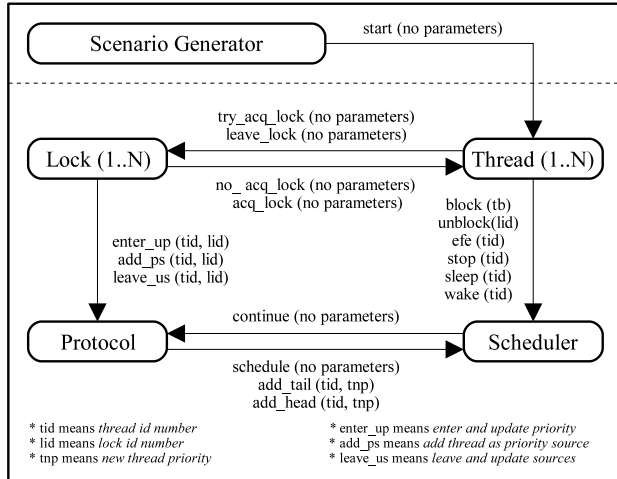 Scenario Generator
start (no parameters)
try_acq_lock (no parameters)
leave_lock (no parameters)
Lock (1..N)
Thread (1..N)
no_ acq_lock (no parameters)
acq_lock (no parameters)
enter_up (tid, lid)
add_ps (tid, lid)
leave_us (tid, lid)
block (tb)
unblock(lid)
efe (tid)
stop (tid)
sleep (tid)
wake (tid)
continue (no parameters)
Protocol
Scheduler
schedule (no parameters)
add_tail (tid, tnp)
add_head (tid, tnp)
* tid means thread id number
* lid means lock id number
* tnp means new thread priority
* enter_up means enter and update priority
* add_ps means add thread as priority source
* leave_us means leave and update sources